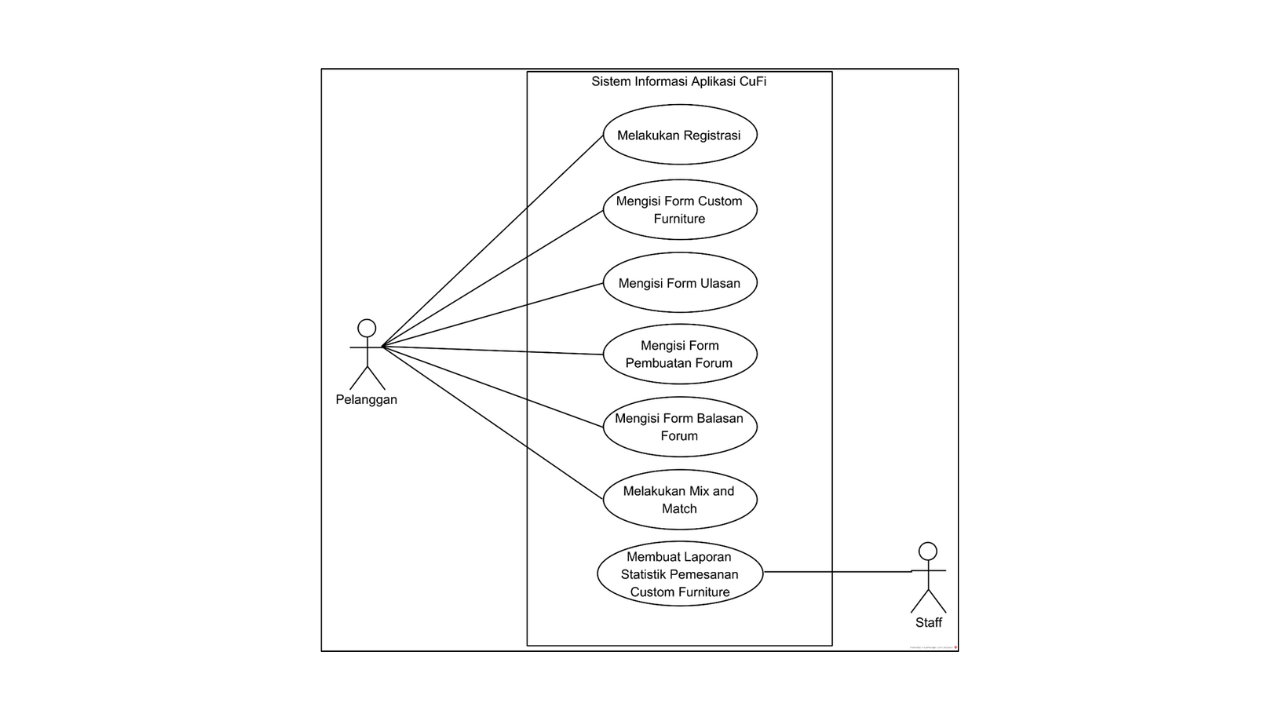 Sistem Informasi Aplikasi CuFi
Melakukan Registrasi
Mengisi Form Custom
Furniture
Mengisi Form Ulasan
Mengisi Form
Pembuatan Forum
Pelanggan
Mengisi Form Balasan
Forum
Melakukan Mix and
Match
Membuat Laporan
Statistik Pemesanan
Custom Furniture
Staff